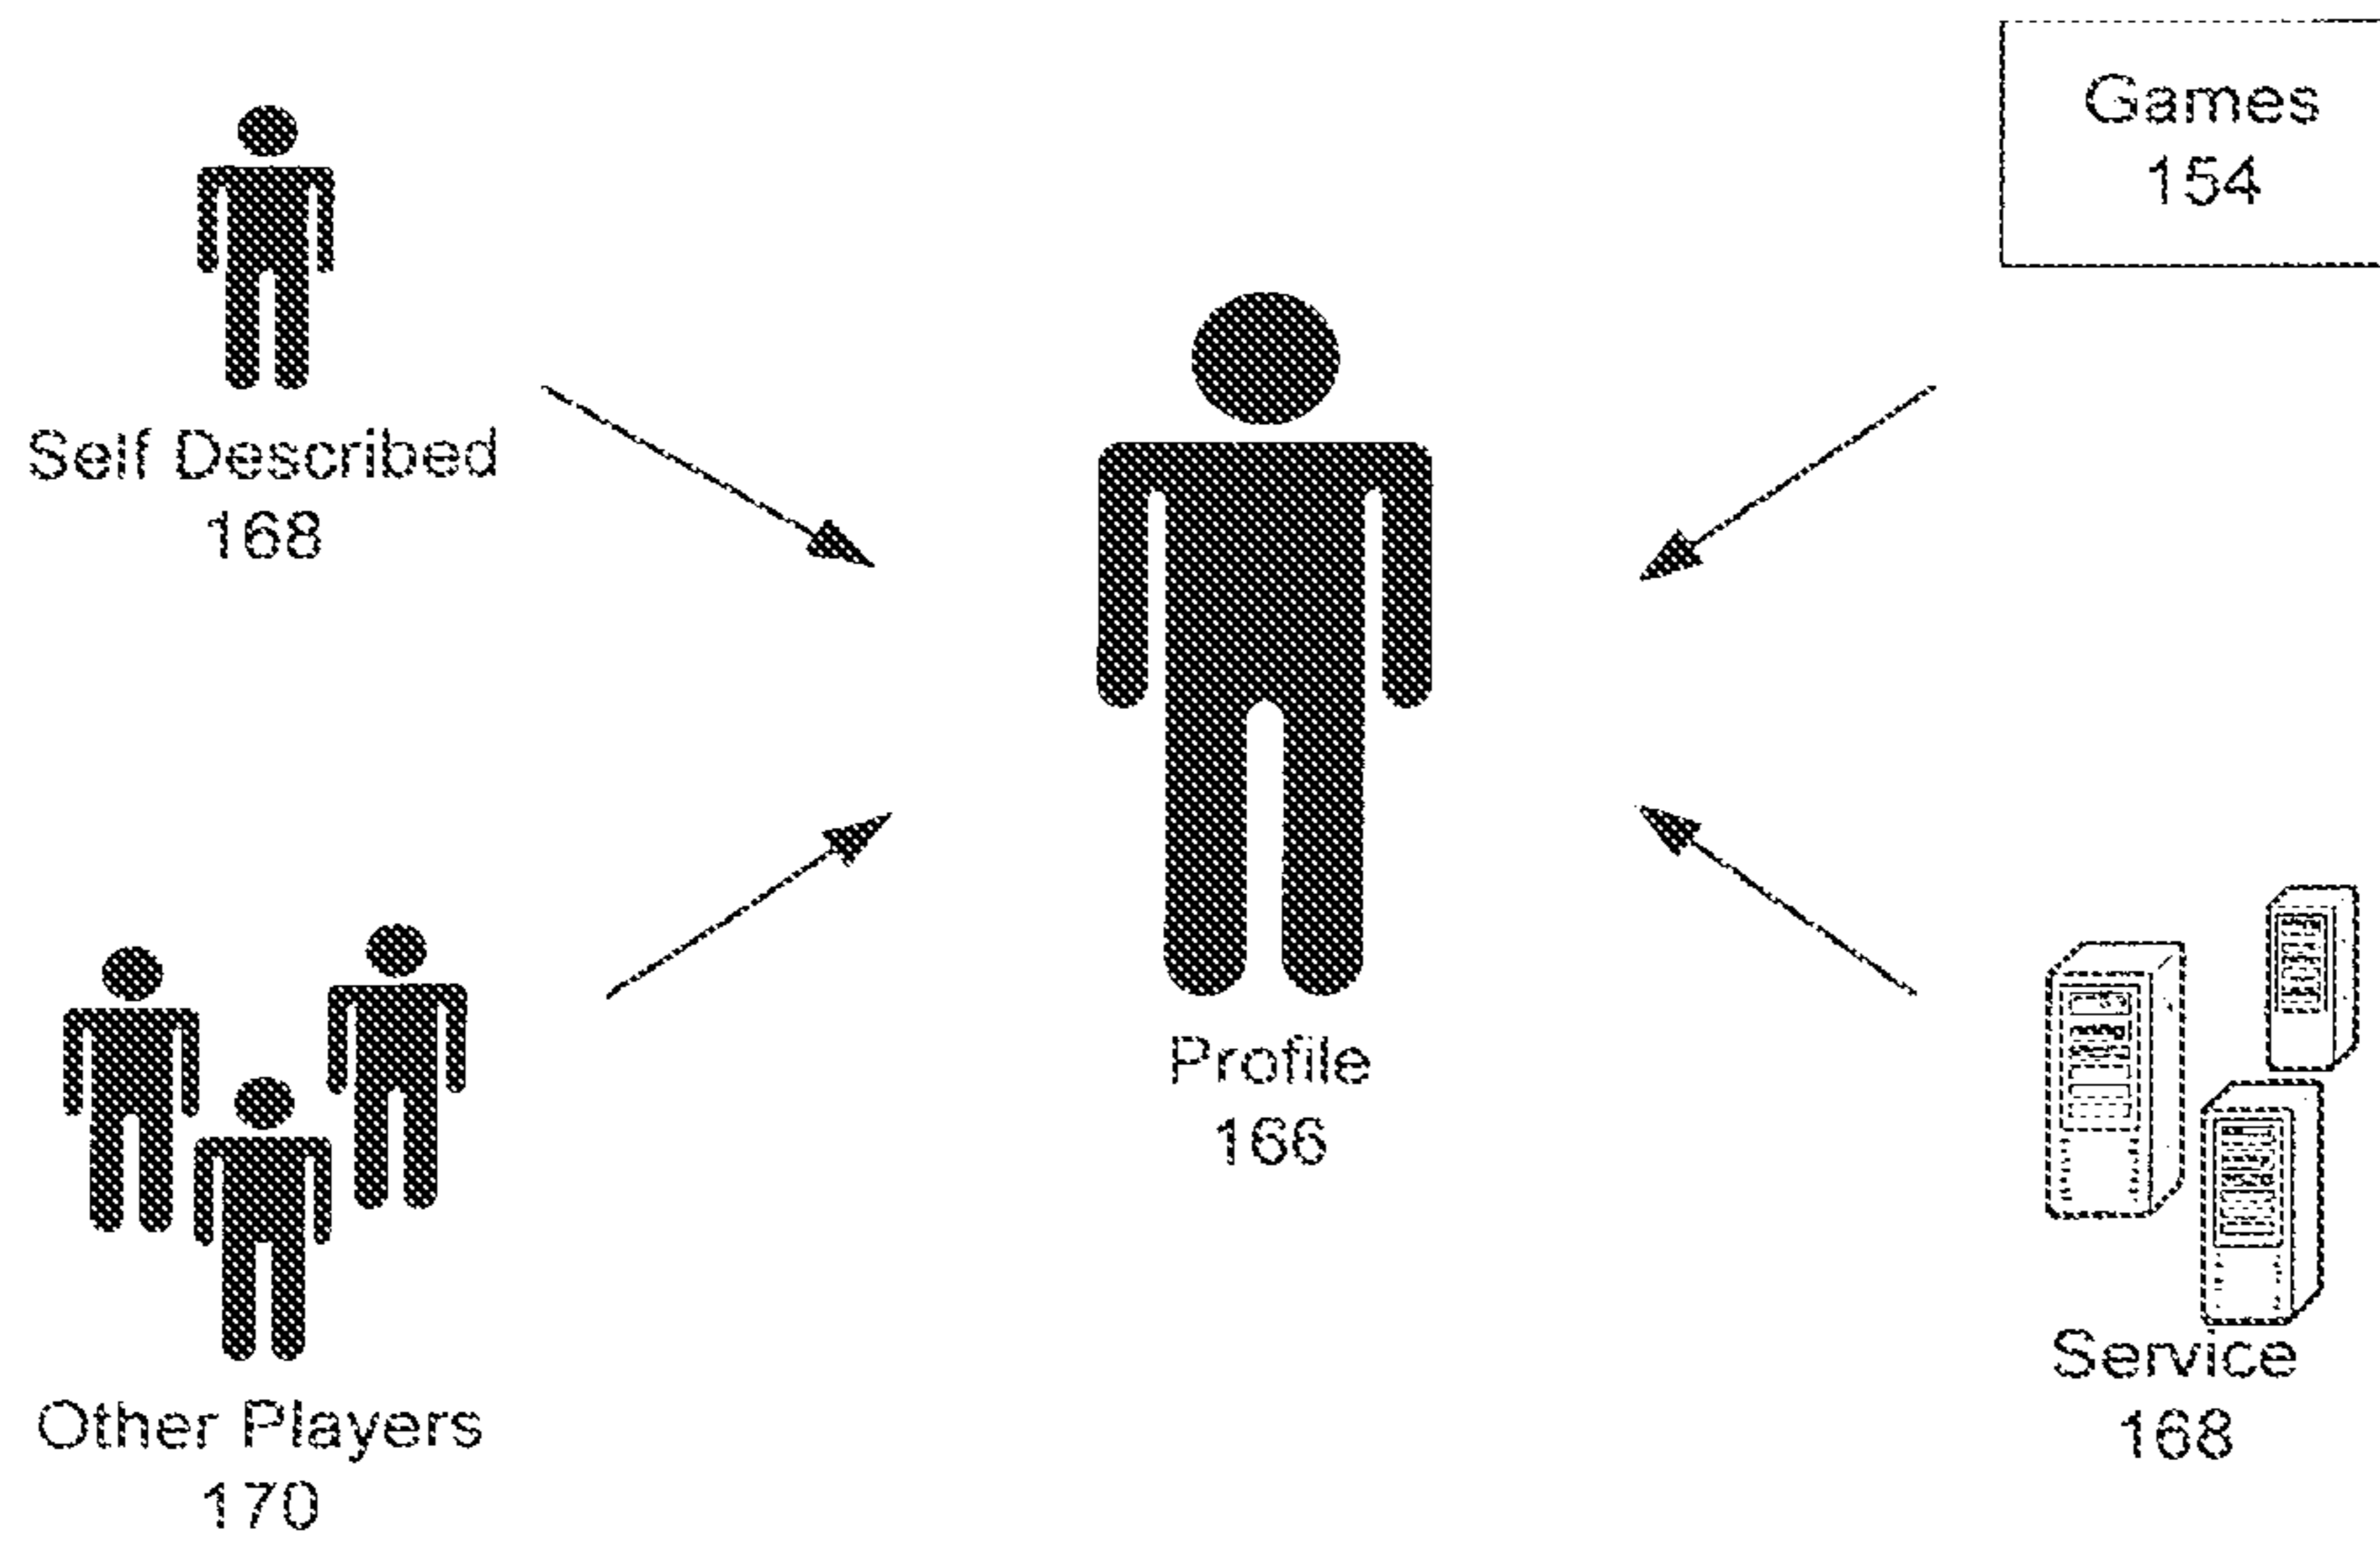 Games
154
Self Described
168
Profile
166
Other Players
170
Service
168